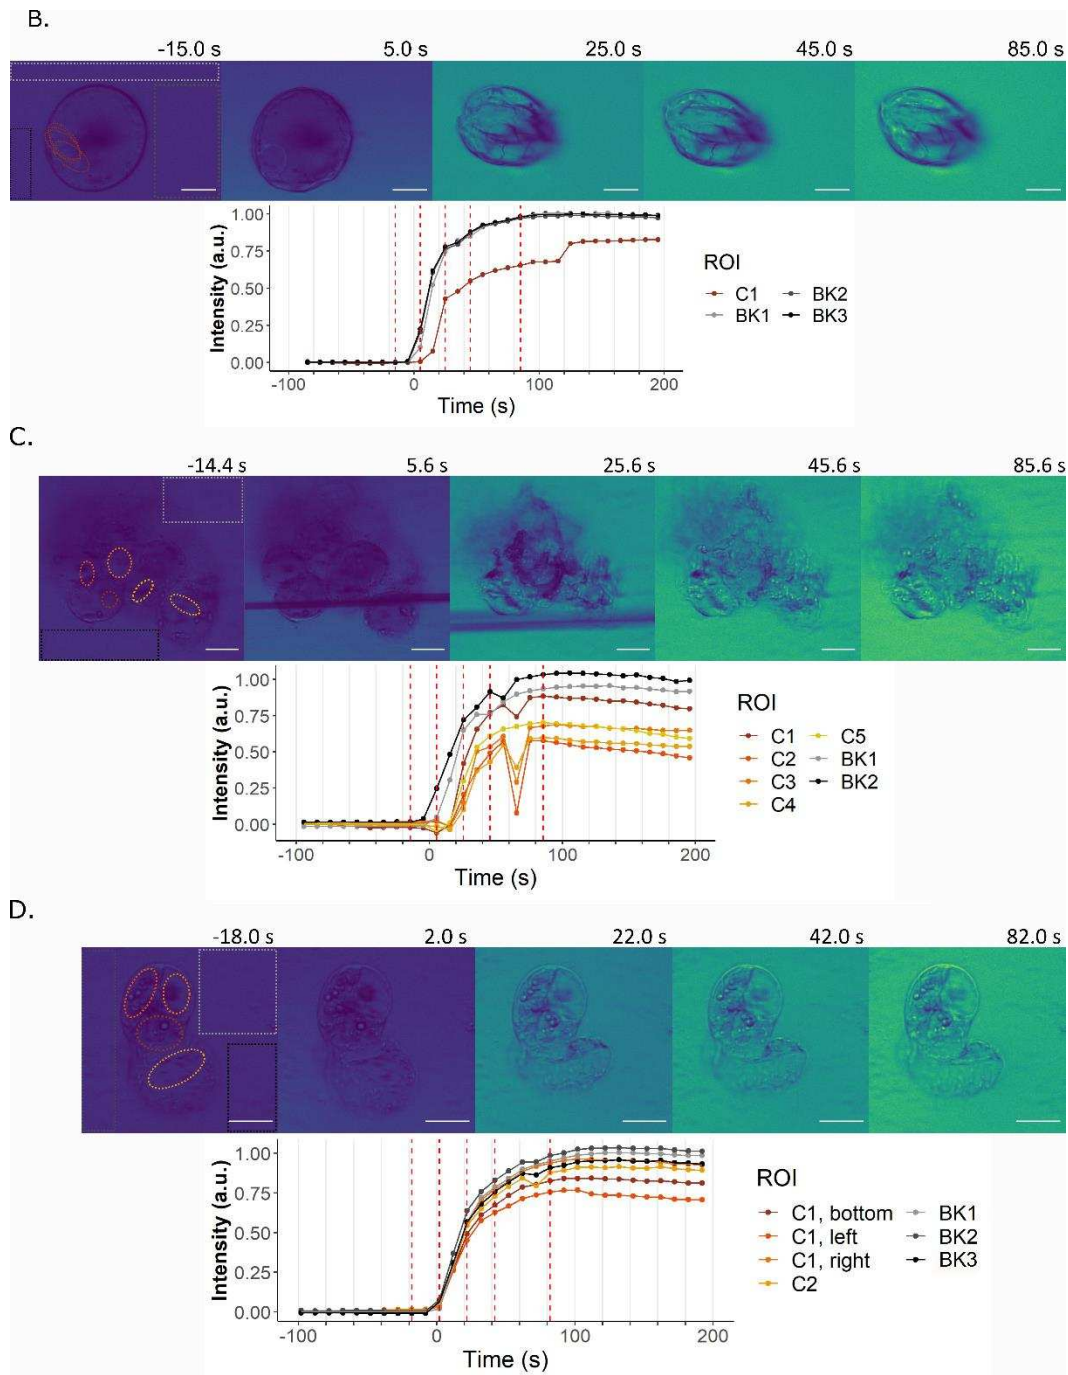 B.
-15.0 s 5.0 s 25.0 s 45.0 s 85.0 s
1.00
0.75
0.50
0.25
0.00
Intensity (a.u.)
-100 0 100 200
Time (s)
ROI
C1 BK2
BK1 BK3
C.
-14.4 s 5.6 s 25.6 s 45.6 s 85.6 s
1.00
0.75
0.50
0.25
0.00
Intensity (a.u.)
-100 0 100 200
Time (s)
ROI
C1 C5
C2 BK1
C3 BK2
C4
D.
-18.0 s 2.0 s 22.0 s 42.0 s 82.0 s
1.00
0.75
0.50
0.25
0.00
Intensity (a.u.)
-100 0 100 200
Time (s)
ROI
C1, bottom BK1
C1, left BK2
C1, right BK3
C2